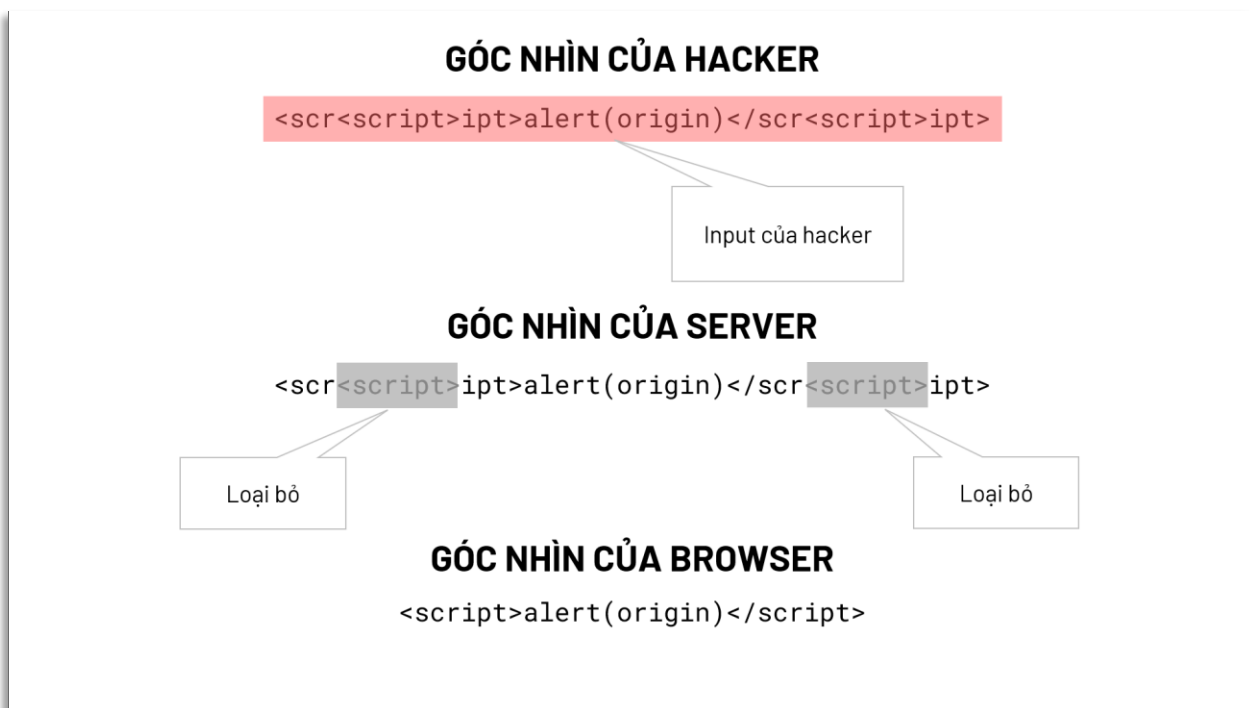 GÓC NHÌN CỦA HACKER
<scr<script>ipt>alert(origin)</scr<script>ipt>
Input của hacker
GÓC NHÌN CỦA SERVER
<scr<script>ipt>alert(origin)</scr<script>ipt>
Loại bỏ
Loại bỏ
GÓC NHÌN CỦA BROWSER
<script>alert(origin)</script>